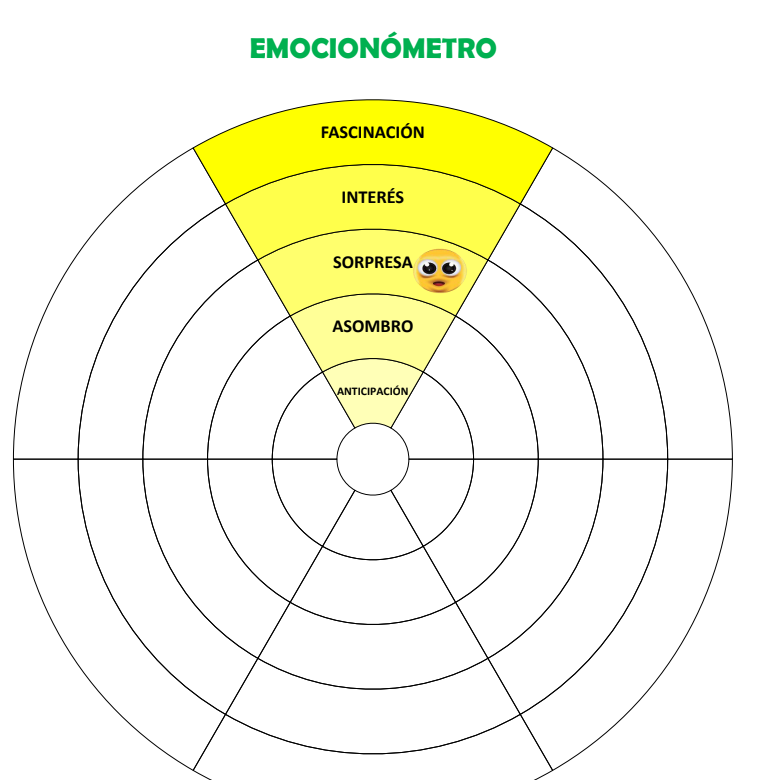 EMOCIONÓMETRO
FASCINACIÓN
INTERÉS
SORPRESA
ASOMBRO
ANTICIPACIÓN